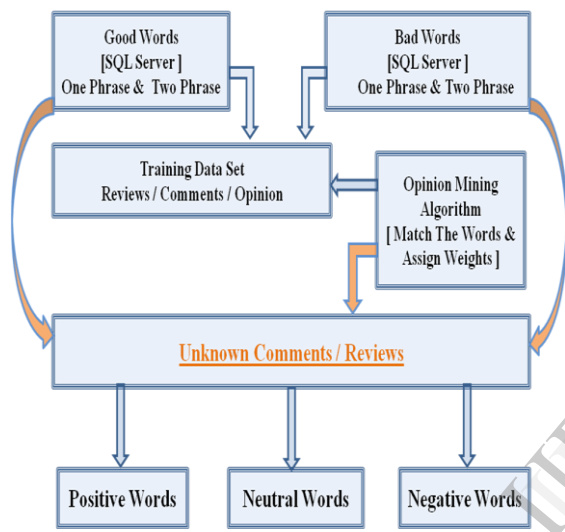 Good Words
[SQL Server ]
One Phrase & Two Phrase
Bad Words
[SQL Server ]
One Phrase & Two Phrase
Training Data Set
Reviews / Comments / Opinion
Opinion Mining
Algorithm
[ Match The Words &
Assign Weights ]
Unknown Comments / Reviews
Positive Words
Neutral Words
Negative Words